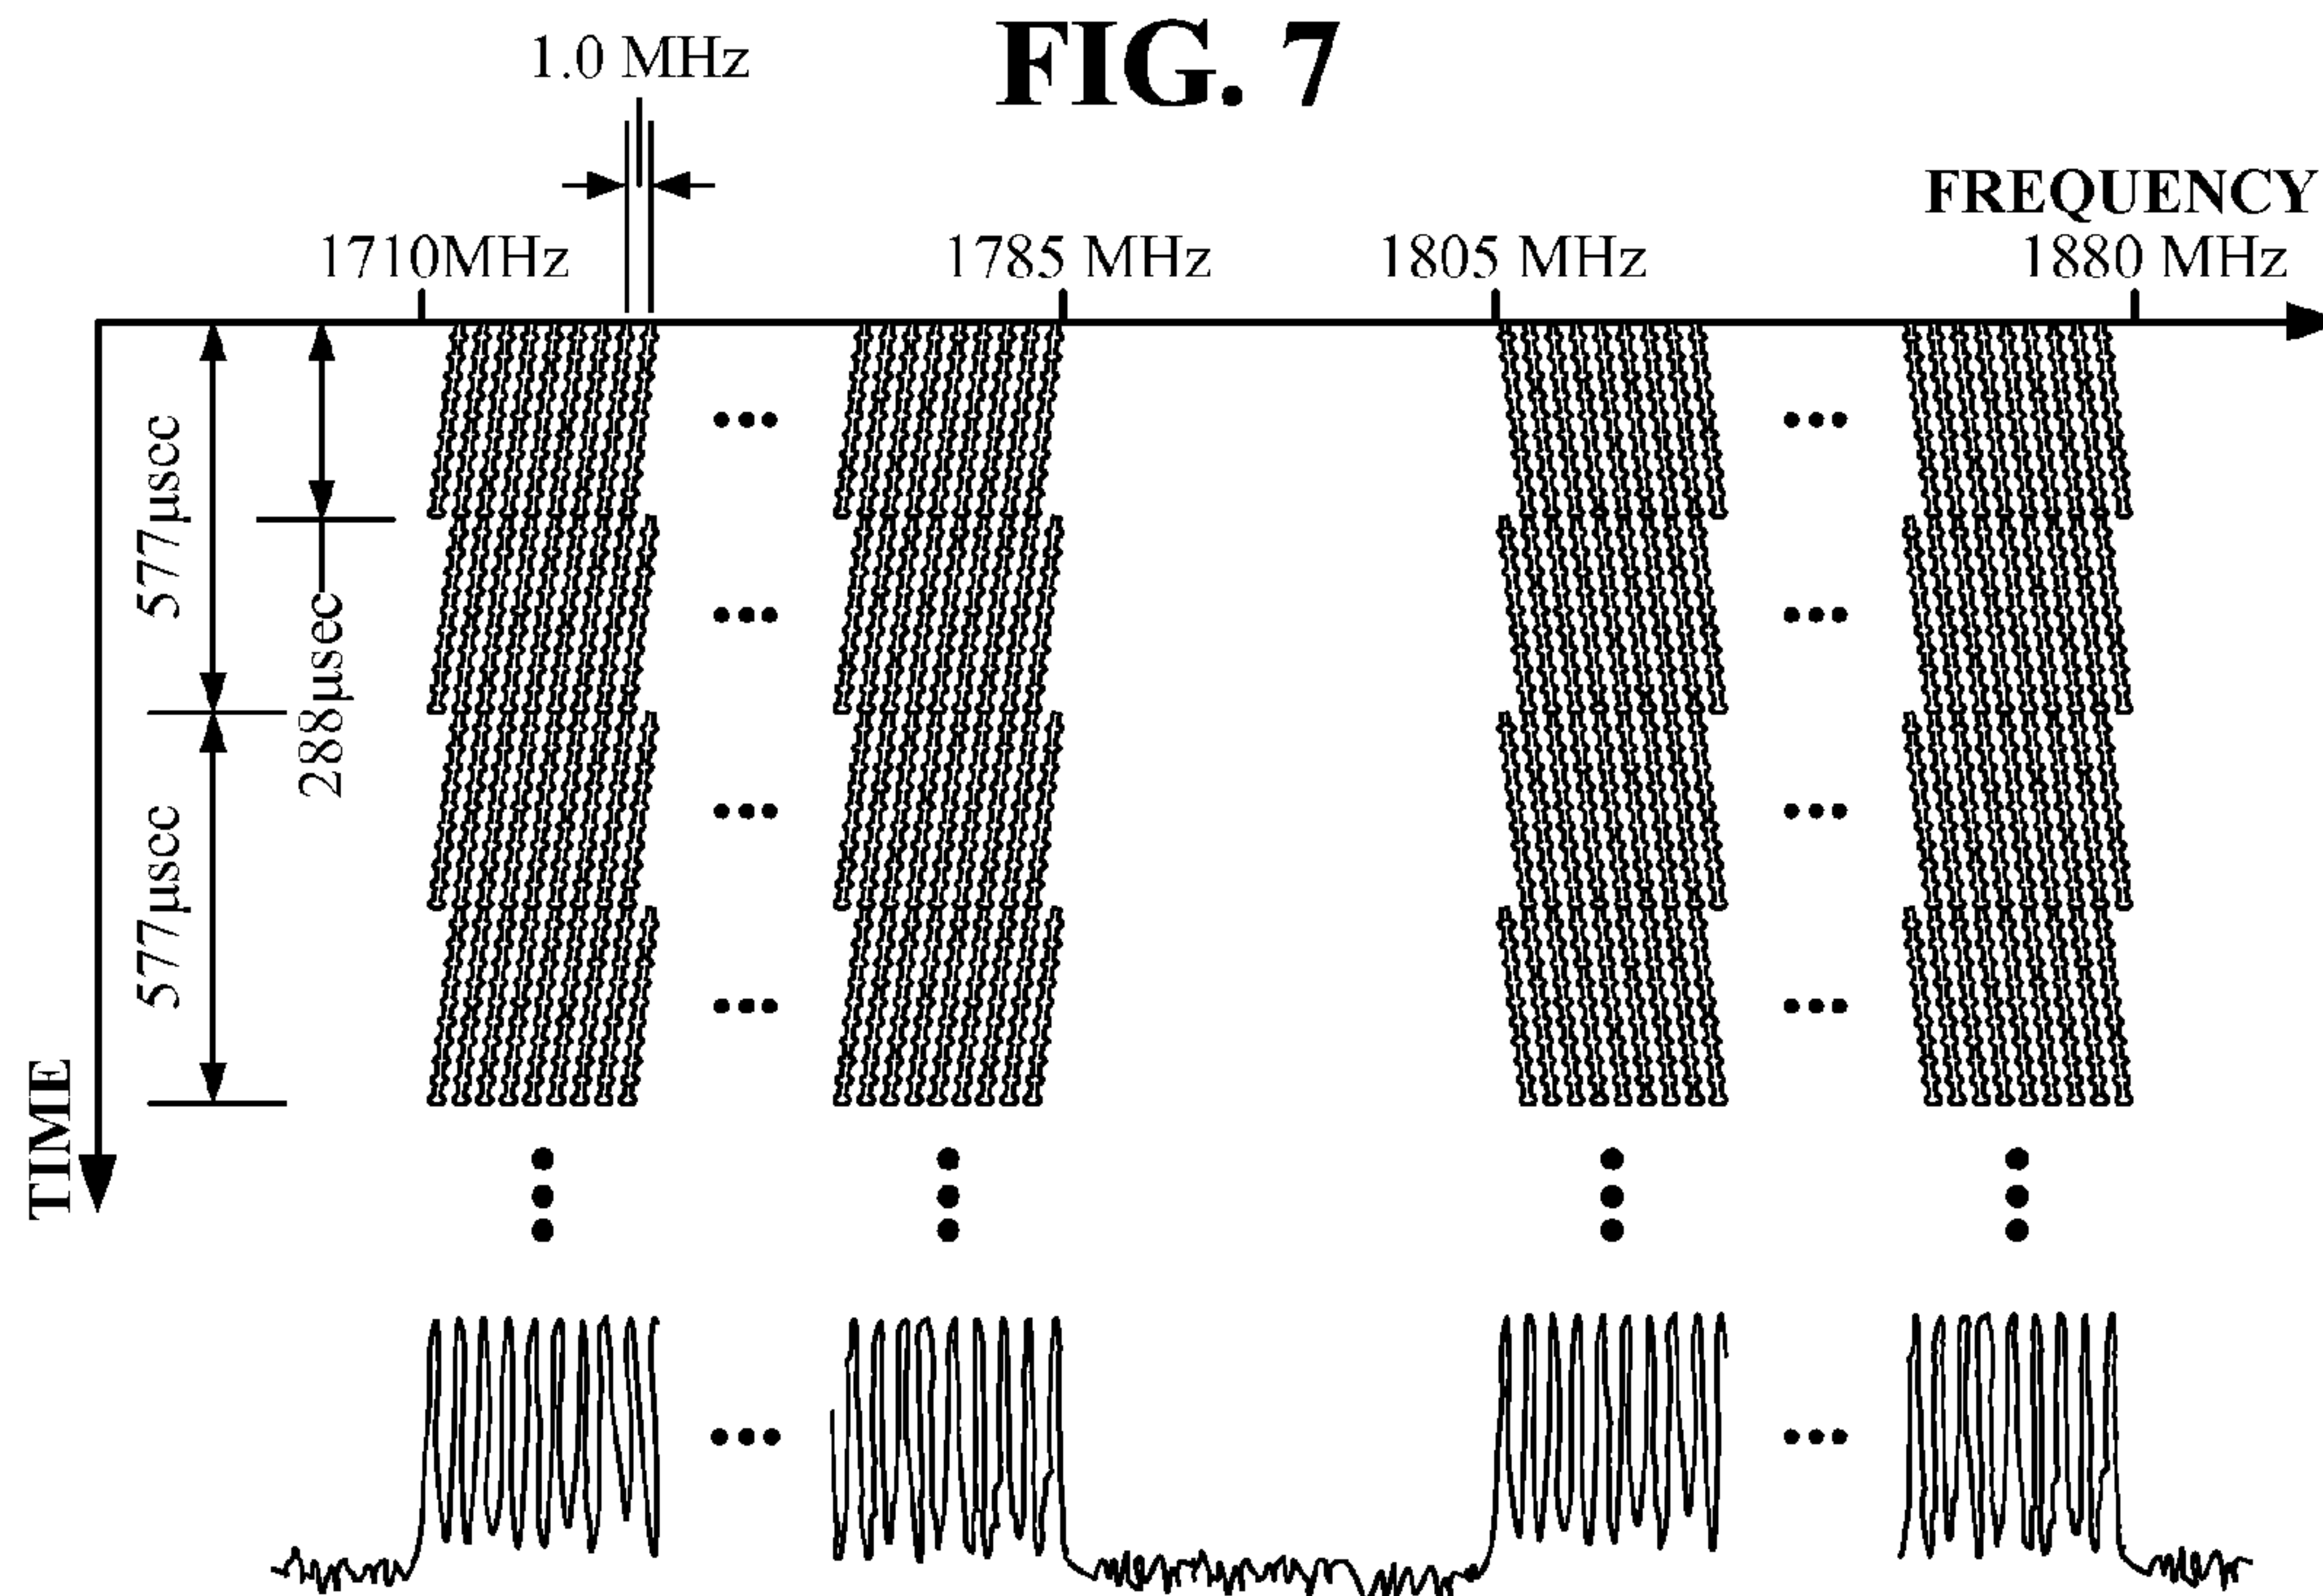 FIG. 7
1.0 MHz
FREQUENCY
1710MHz
1785 MHz
1805 MHz
1880 MHz
577µsec
288µsec
577µsec
TIME